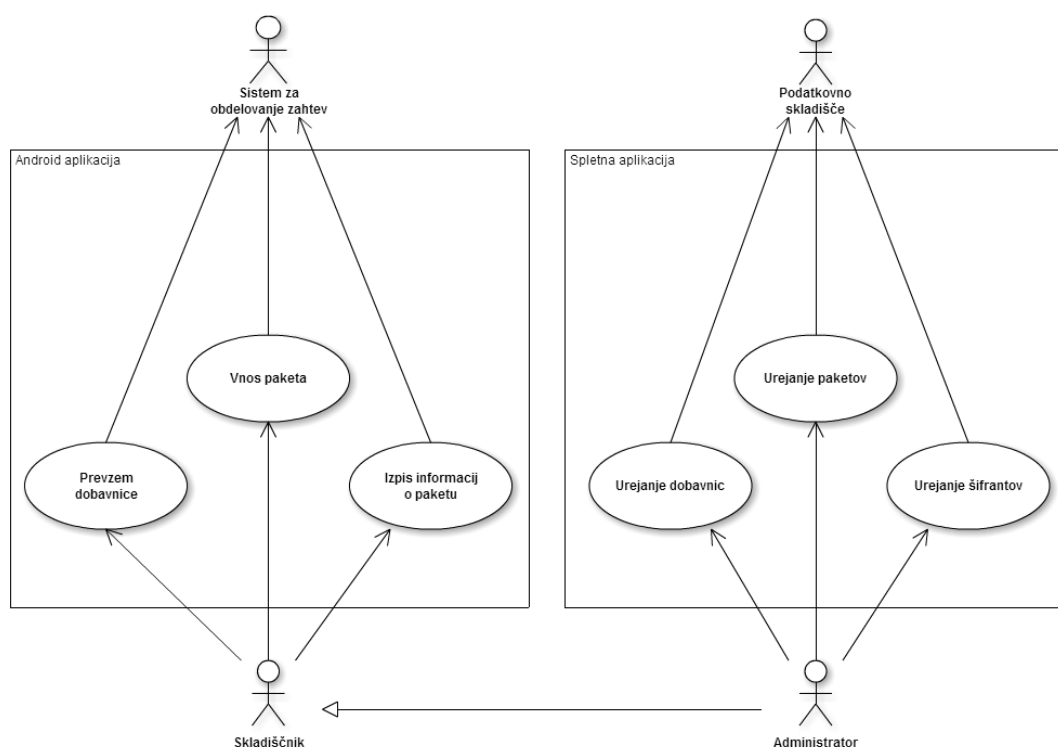 Sistem za
obdelovanje zahtev
Podatkovno
skladišče
Android aplikacija
Spletna aplikacija
Vnos paketa
Urejanje paketov
Prevzem
dobavnice
Izpis informacij
o paketu
Urejanje dobavnic
Urejanje šifrantov
Skladiščnik
Administrator